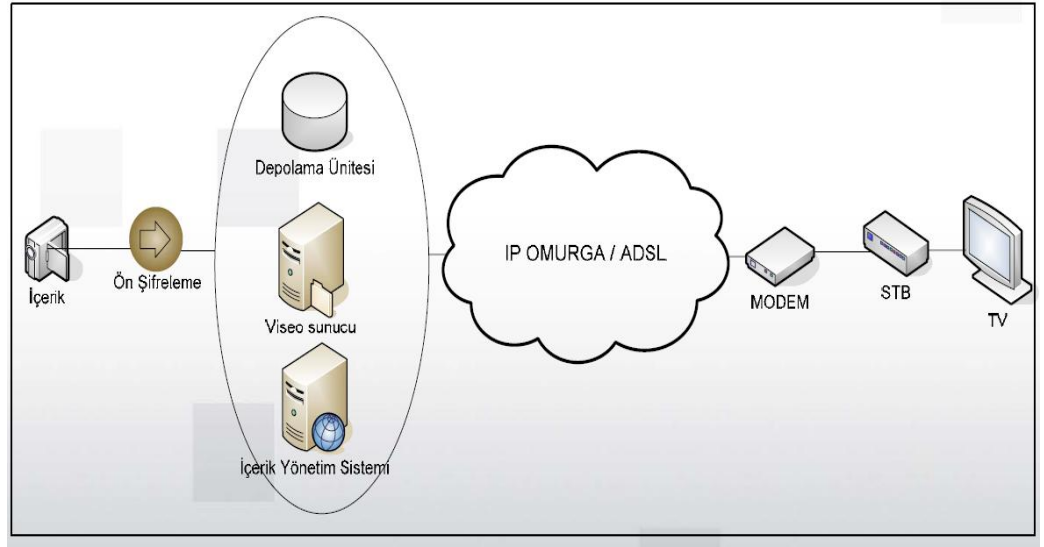 İçerik
Ön Şifreleme
Depolama Ünitesi
Viseo sunucu
İçerik Yönetim Sistemi
IP OMURGA / ADSL
MODEM
STB
TV